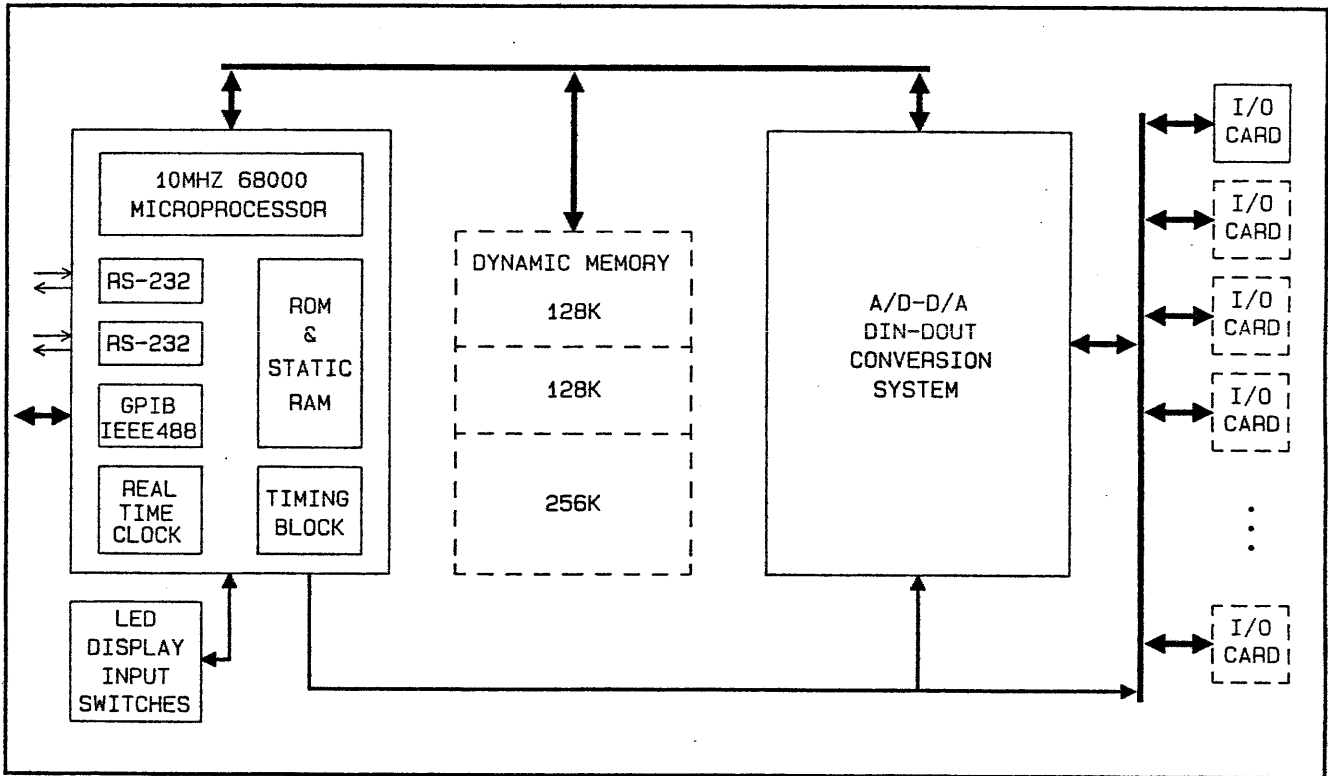 10MHZ 68000
MICROPROCESSOR
RS-232
RS-232
GPIB
IEEE488
REAL
TIME
CLOCK
ROM
&
STATIC
RAM
TIMING
BLOCK
LED
DISPLAY
INPUT
SWITCHES
DYNAMIC MEMORY
128K
128K
256K
A/D-D/A
DIN-DOUT
CONVERSION
SYSTEM
I/O
CARD
I/O
CARD
I/O
CARD
I/O
CARD
I/O
CARD